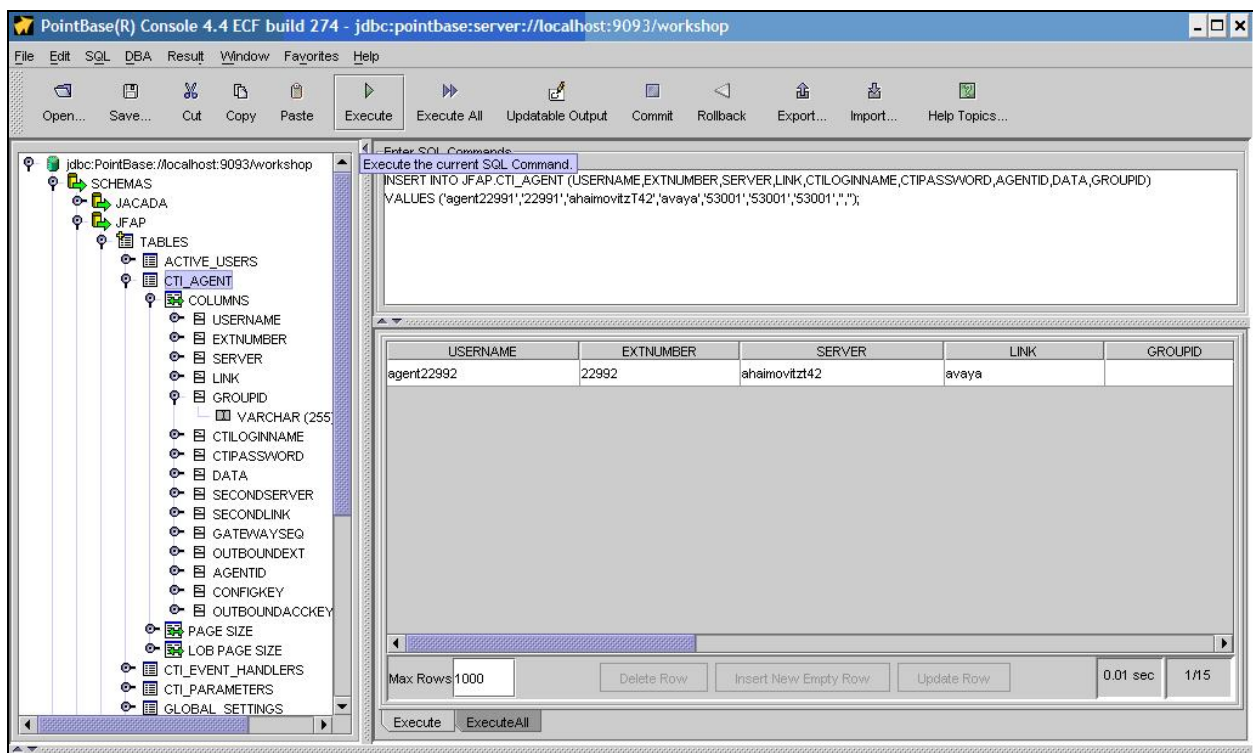 PointBase(R) Console 4.4 ECF build 274 - jdbc:pointbase:server://localhost:9093/workshop
File Edit SQL DBA Result Window Favorites Help
Open... Save... Cut Copy Paste Execute Execute All Updatable Output Commit Rollback Export... Import... Help Topics...
Enter SQL Commands
Execute the current SQL Command.
INSERT INTO JFAP.CTI_AGENT (USERNAME,EXTNUMBER,SERVER,LINK,CTILOGINNAME,CTIPASSWORD,AGENTID,DATA,GROUPID)
VALUES ('agent22991','22991','ahaimovitzT42','avaya','53001','53001','53001','','');
jdbc:PointBase://localhost:9093/workshop
SCHEMAS
JACADA
JFAP
TABLES
ACTIVE_USERS
CTI_AGENT
COLUMNS
USERNAME
EXTNUMBER
SERVER
LINK
GROUPID
VARCHAR (255)
CTILOGINNAME
CTIPASSWORD
DATA
SECONDSERVER
SECONDLINK
GATEWAYSEQ
OUTBOUNDEXT
AGENTID
CONFIGKEY
OUTBOUNDACCKEY
PAGE SIZE
LOB PAGE SIZE
CTI_EVENT_HANDLERS
CTI_PARAMETERS
GLOBAL_SETTINGS
USERNAME EXTNUMBER SERVER LINK GROUPID
agent22992 22992 ahaimovitzt42 avaya
Max Rows 1000 Delete Row Insert New Empty Row Update Row 0.01 sec 1/15
Execute ExecuteAll